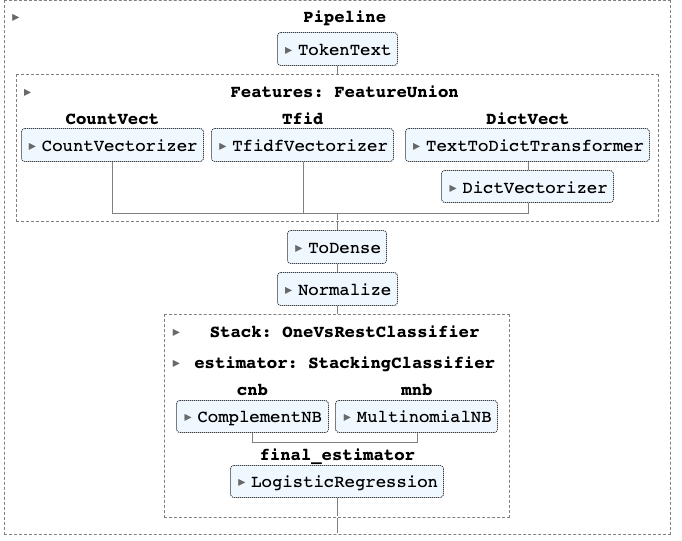 Pipeline
TokenText
Features: FeatureUnion
CountVect Tfid DictVect
CountVectorizer TfidfVectorizer TextToDictTransformer
DictVectorizer
ToDense
Normalize
Stack: OneVsRestClassifier
estimator: StackingClassifier
cnb mnb
ComplementNB MultinomialNB
final_estimator
LogisticRegression